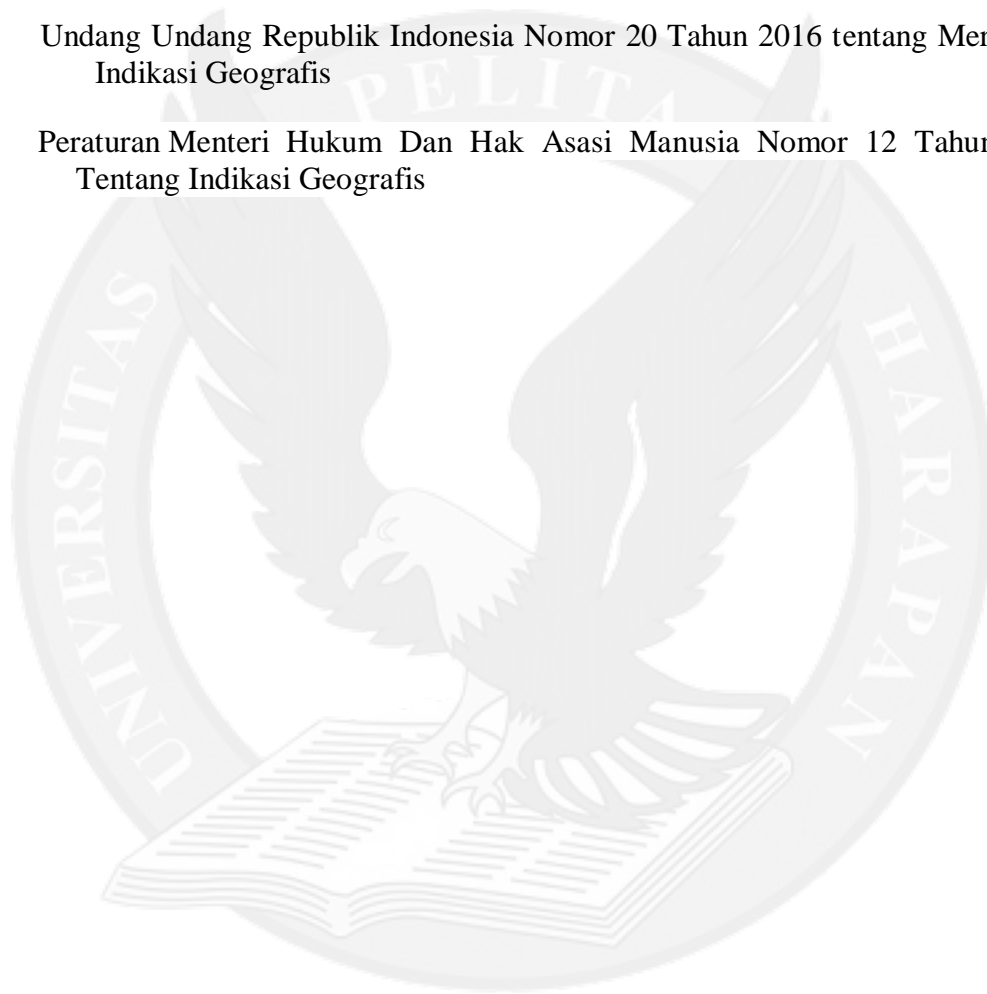 Undang Undang Republik Indonesia Nomor 20 Tahun 2016 tentang
Indikasi Geografis
Peraturan Menteri Hukum Dan Hak Asasi Manusia Nomor 12
Tentang Indikasi Geografis
UNIVERSITAS PELITA HARAPAN